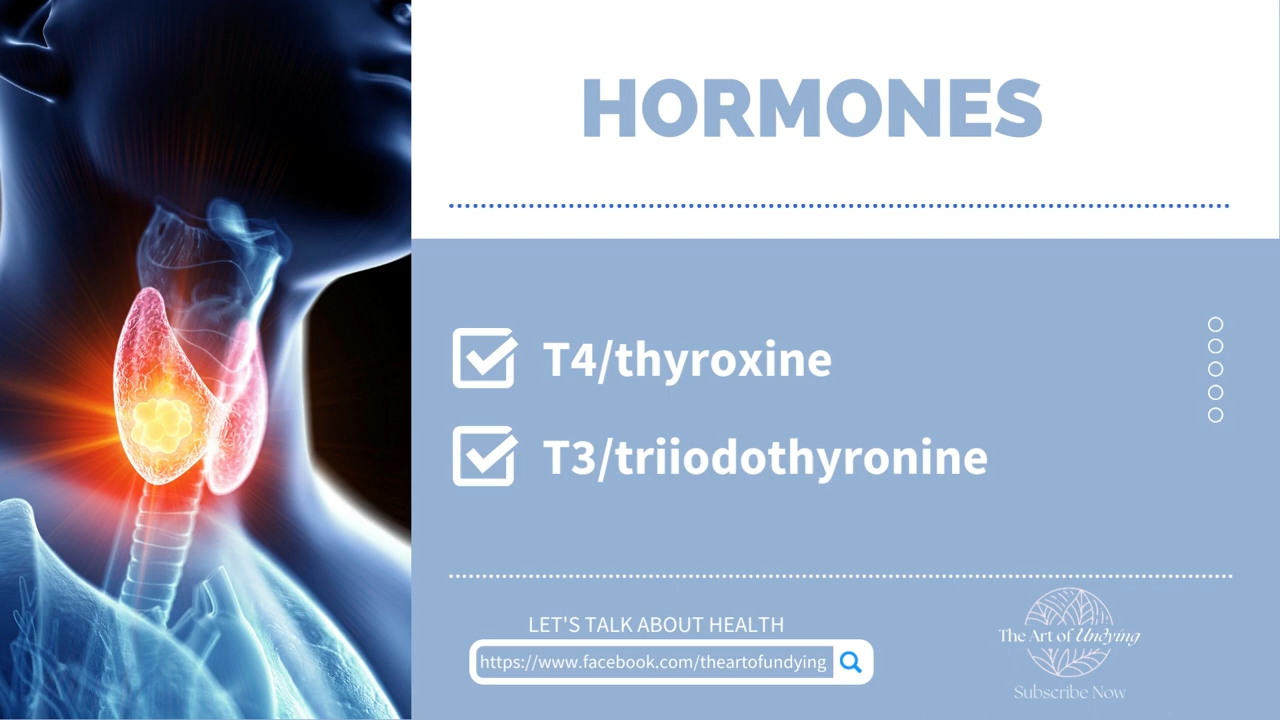 HORMONES
T4/thyroxine
T3/triiodothyronine
LET'S TALK ABOUT HEALTH
https://www.facebook.com/theartofundying
The Art of Undying
Subscribe Now